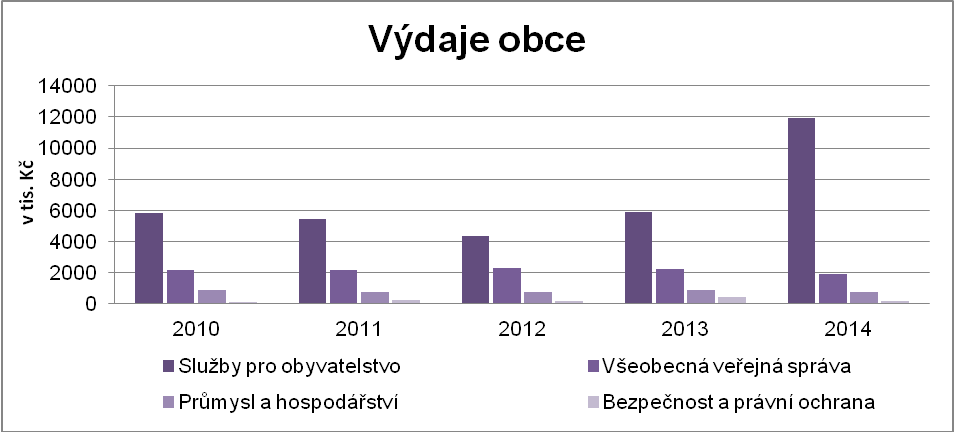 Výdaje obce
v tis. Kč
14000
12000
10000
8000
6000
4000
2000
0
2010 2011 2012 2013 2014
Služby pro obyvatelstvo Všeobecná veřejná správa
Průmysl a hospodářství Bezpečnost a právní ochrana